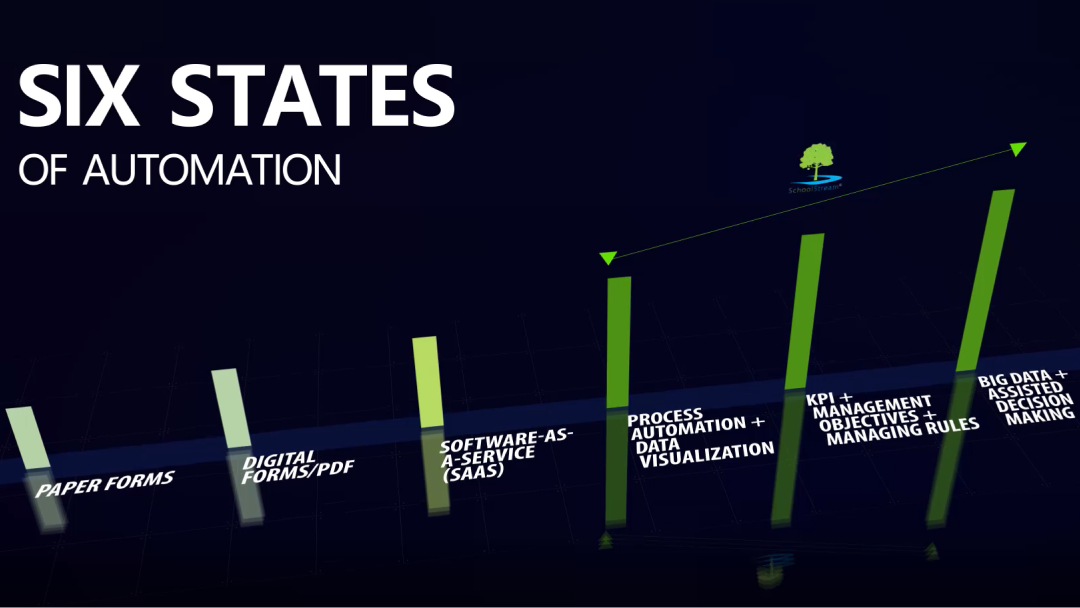 SIX STATES
OF AUTOMATION
SchoolStream®
PAPER FORMS
DIGITAL
FORMS/PDF
SOFTWARE-AS-
A-SERVICE
(SAAS)
PROCESS
AUTOMATION +
DATA
VISUALIZATION
KPI +
MANAGEMENT
OBJECTIVES +
MANAGING RULES
BIG DATA +
ASSISTED
DECISION
MAKING